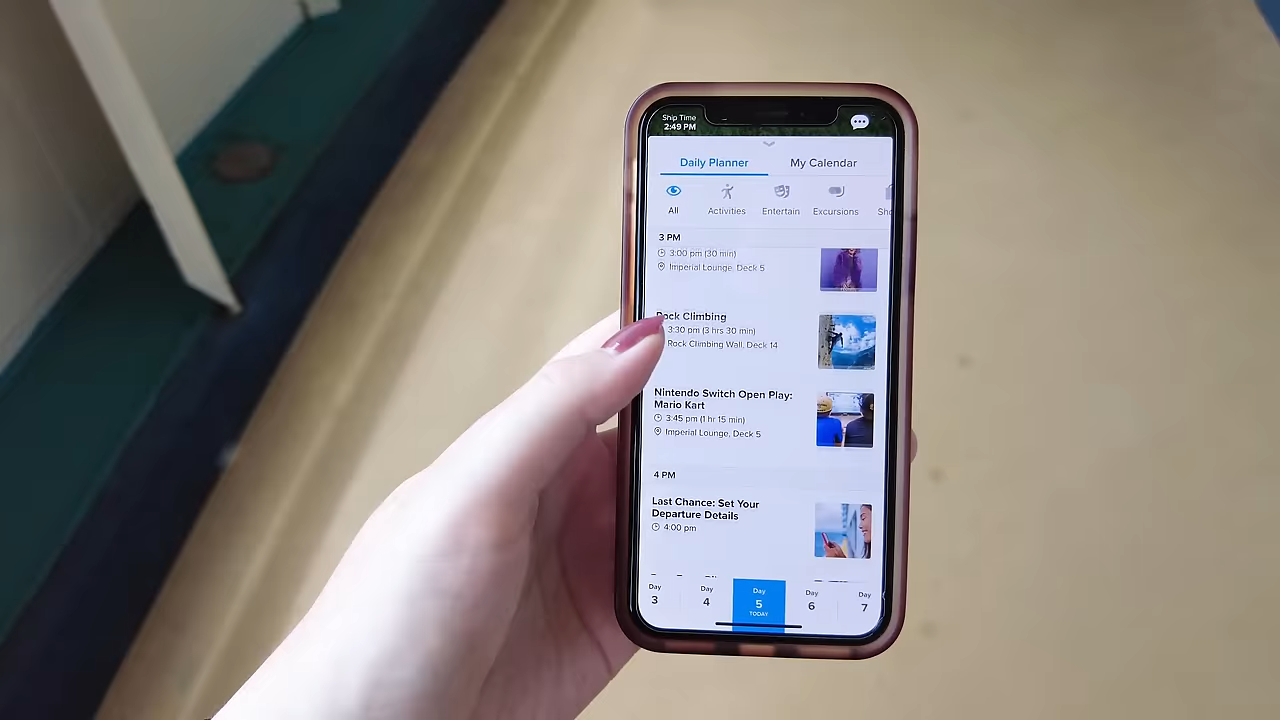 Ship Time
2:49 PM
Daily Planner My Calendar
All Activities Entertain Excursions Sho
3 PM
3:00 pm (30 min)
Imperial Lounge, Deck 5
Rock Climbing
3:30 pm (3 hrs 30 min)
Rock Climbing Wall, Deck 14
Nintendo Switch Open Play:
Mario Kart
3:45 pm (1 hr 15 min)
Imperial Lounge, Deck 5
4 PM
Last Chance: Set Your
Departure Details
4:00 pm
Day Day Day Day Day
3 4 5 6 7
TODAY